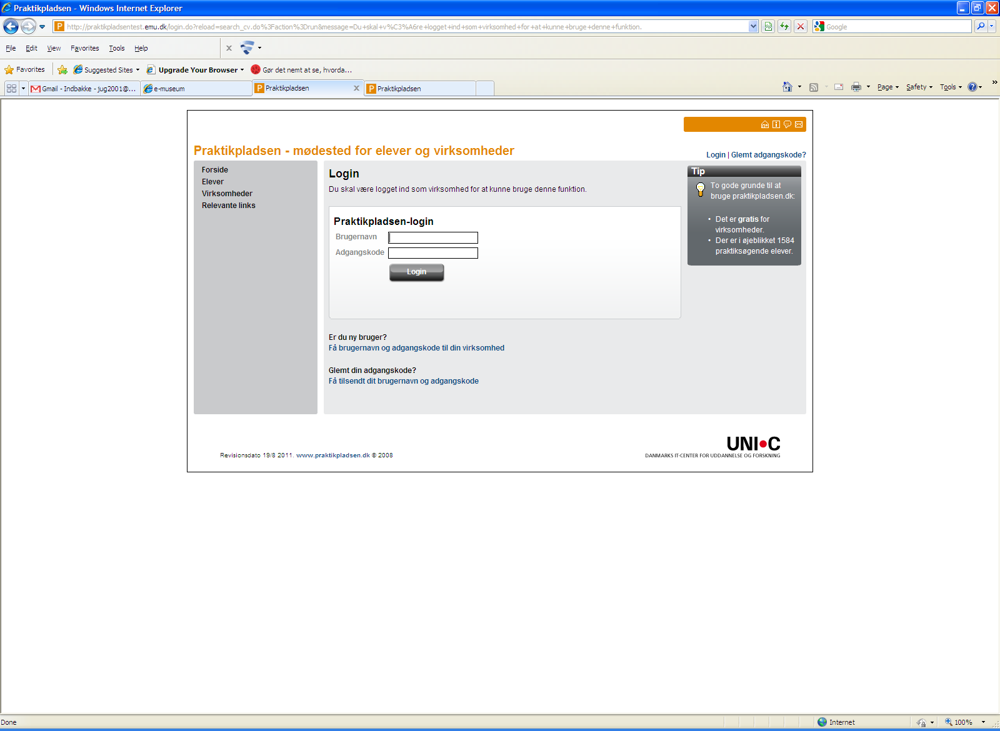 Praktikpladsen - Windows Internet Explorer
http://praktikpladsentest.emu.dk/login.do?reload=search_cv.do%3Faction%3Drun&message=Du+skal+v%C3%A6re+logget+ind+som+virksomhed+for+at+kunne+bruge+denne+funktion.
Google
File Edit View Favorites Tools Help
Favorites Suggested Sites Upgrade Your Browser Gør det nemt at se, hvorda...
Gmail - Indbakke - jug2001@... e-museum Praktikpladsen Praktikpladsen Page Safety Tools
Praktikpladsen - mødested for elever og virksomheder
Login | Glemt adgangskode?
Forside
Elever
Virksomheder
Relevante links
Login
Du skal være logget ind som virksomhed for at kunne bruge denne funktion.
Praktikpladsen-login
Brugernavn
Adgangskode
Login
Er du ny bruger?
Få brugernavn og adgangskode til din virksomhed
Glemt din adgangskode?
Få tilsendt dit brugernavn og adgangskode
Tip
To gode grunde til at
bruge praktikpladsen.dk:
• Det er gratis for
virksomheder.
• Der er i øjeblikket 1584
praktiksøgende elever.
Revisionsdato 19/8 2011. www.praktikpladsen.dk © 2008
UNI•C
DANMARKS IT-CENTER FOR UDDANNELSE OG FORSKNING
Done
Internet
100%